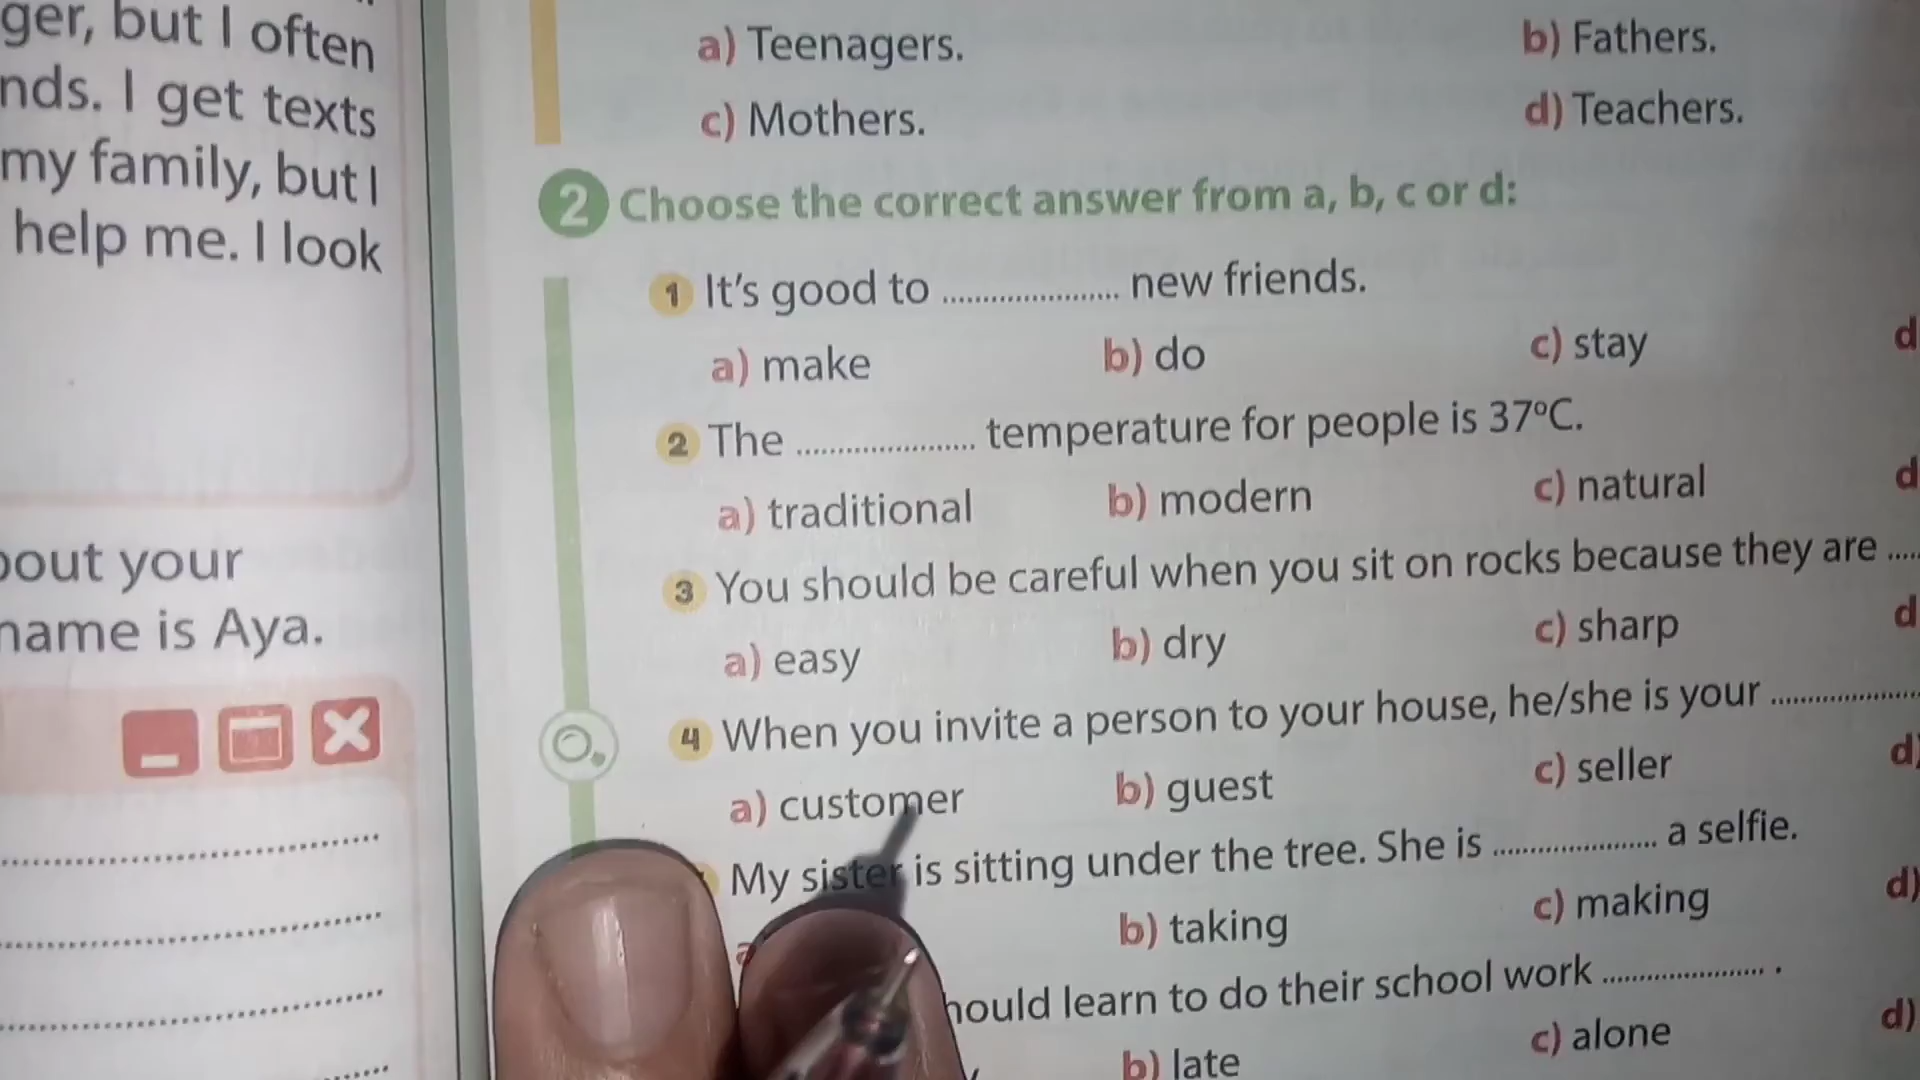 ger, but I often
nds. I get texts
my family, but I
help me. I look
out your
name is Aya.
a) Teenagers.
b) Fathers.
c) Mothers.
d) Teachers.
2 Choose the correct answer from a, b, c or d:
1 It's good to .................... new friends.
a) make b) do c) stay d
2 The .................... temperature for people is 37°C.
a) traditional b) modern c) natural d
3 You should be careful when you sit on rocks because they are ....
a) easy b) dry c) sharp d
4 When you invite a person to your house, he/she is your ....................
a) customer b) guest c) seller d)
My sister is sitting under the tree. She is .................... a selfie.
b) taking c) making d)
hould learn to do their school work .................... .
b) late c) alone d)